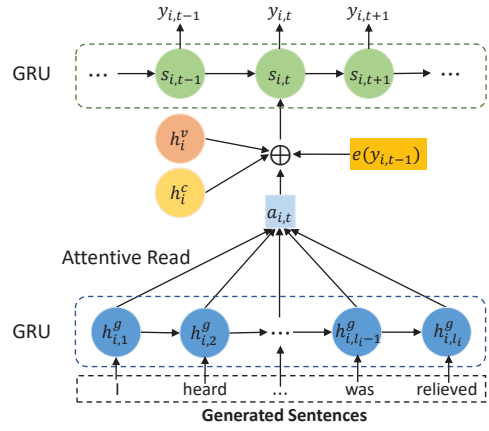 y_{i,t-1} y_{i,t} y_{i,t+1}
GRU ... s_{i,t-1} s_{i,t} s_{i,t+1} ...
h_i^v
⊕ e(y_{i,t-1})
h_i^c
a_{i,t}
Attentive Read
GRU h_{i,1}^g h_{i,2}^g ... h_{i,l_i-1}^g h_{i,l_i}^g
I heard ... was relieved
Generated Sentences